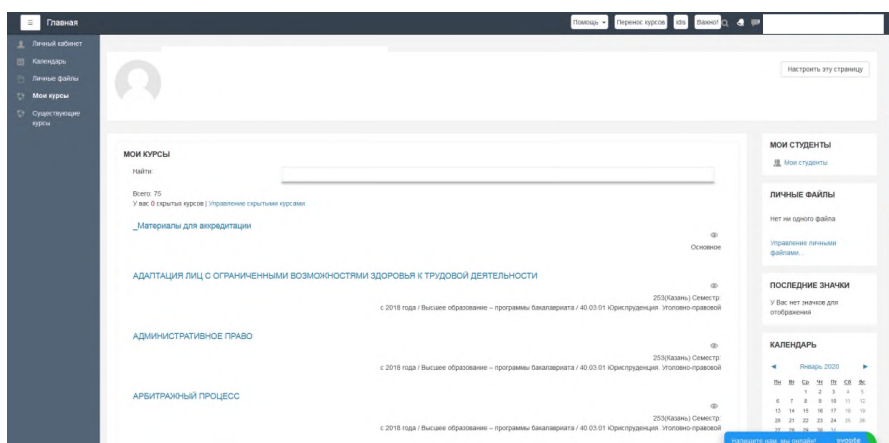 Главная
Помощь
Перенос курсов
idis
Важно!
Личный кабинет
Календарь
Личные файлы
Мои курсы
Существующие
курсы
Настроить эту страницу
МОИ КУРСЫ
Найти:
Всего: 75
У вас 0 скрытых курсов | Управление скрытыми курсами
_Материалы для аккредитации
Основное
АДАПТАЦИЯ ЛИЦ С ОГРАНИЧЕННЫМИ ВОЗМОЖНОСТЯМИ ЗДОРОВЬЯ К ТРУДОВОЙ ДЕЯТЕЛЬНОСТИ
253(Казань) Семестр:
с 2018 года / Высшее образование – программы бакалавриата / 40.03.01 Юриспруденция. Уголовно-правовой
АДМИНИСТРАТИВНОЕ ПРАВО
253(Казань) Семестр:
с 2018 года / Высшее образование – программы бакалавриата / 40.03.01 Юриспруденция. Уголовно-правовой
АРБИТРАЖНЫЙ ПРОЦЕСС
253(Казань) Семестр:
с 2018 года / Высшее образование – программы бакалавриата / 40.03.01 Юриспруденция. Уголовно-правовой
МОИ СТУДЕНТЫ
Мои студенты
ЛИЧНЫЕ ФАЙЛЫ
Нет ни одного файла
Управление личными
файлами...
ПОСЛЕДНИЕ ЗНАЧКИ
У Вас нет значков для
отображения
КАЛЕНДАРЬ
◄ Январь 2020 ►
Пн Вт Ср Чт Пт Сб Вс
1 2 3 4 5
6 7 8 9 10 11 12
13 14 15 16 17 18 19
20 21 22 23 24 25 26
27 28 29 30 31
Напишите нам, мы онлайн!